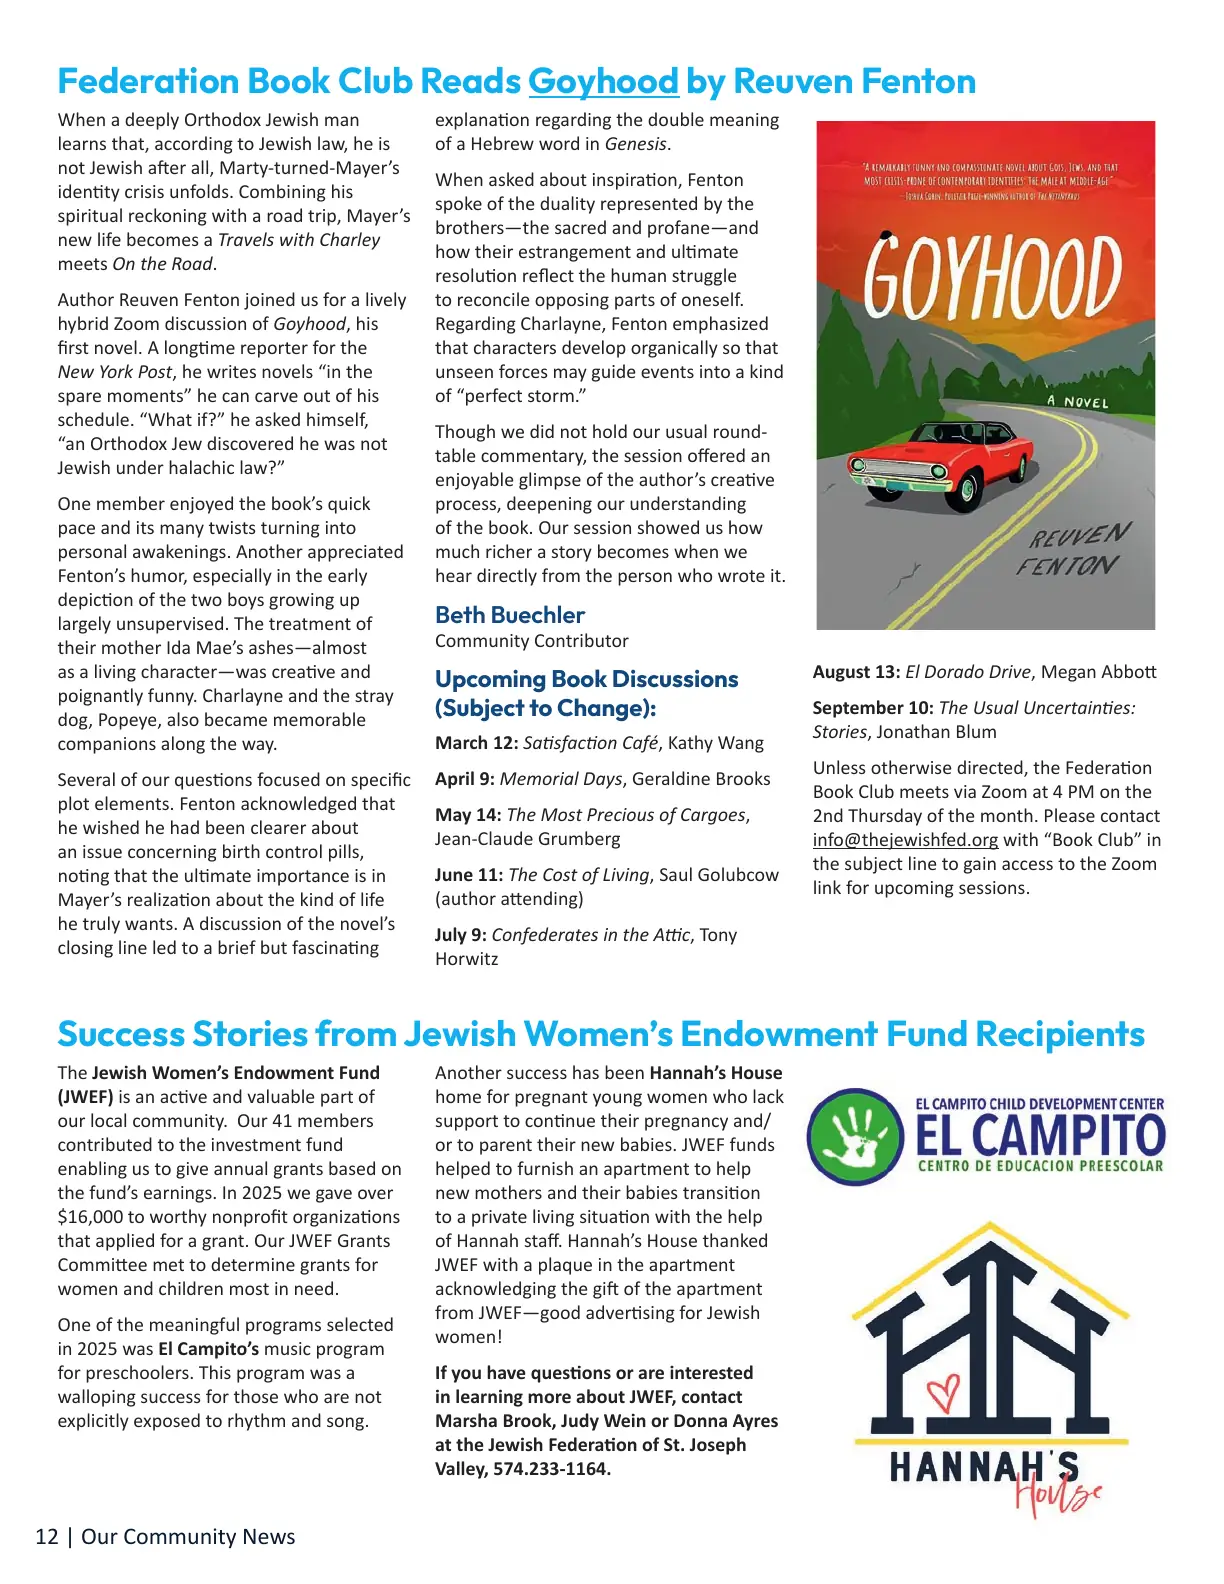 Federation Book Club Reads Goyhood by Reuven Fenton
When a deeply Orthodox Jewish man
learns that, according to Jewish law, he is
not Jewish after all, Marty-turned-Mayer's
identity crisis unfolds. Combining his
spiritual reckoning with a road trip, Mayer's
new life becomes a Travels with Charley
meets On the Road.
Author Reuven Fenton joined us for a lively
hybrid Zoom discussion of Goyhood, his
first novel. A longtime reporter for the
New York Post, he writes novels “in the
spare moments” he can carve out of his
schedule. “What if?” he asked himself,
“an Orthodox Jew discovered he was not
Jewish under halachic law?”
One member enjoyed the book's quick
pace and its many twists turning into
personal awakenings. Another appreciated
Fenton's humor, especially in the early
depiction of the two boys growing up
largely unsupervised. The treatment of
their mother Ida Mae's ashes—almost
as a living character—was creative and
poignantly funny. Charlayne and the stray
dog, Popeye, also became memorable
companions along the way.
Several of our questions focused on specific
plot elements. Fenton acknowledged that
he wished he had been clearer about
an issue concerning birth control pills,
noting that the ultimate importance is in
Mayer's realization about the kind of life
he truly wants. A discussion of the novel's
closing line led to a brief but fascinating
explanation regarding the double meaning
of a Hebrew word in Genesis.
When asked about inspiration, Fenton
spoke of the duality represented by the
brothers—the sacred and profane—and
how their estrangement and ultimate
resolution reflect the human struggle
to reconcile opposing parts of oneself.
Regarding Charlayne, Fenton emphasized
that characters develop organically so that
unseen forces may guide events into a kind
of “perfect storm.”
Though we did not hold our usual round-
table commentary, the session offered an
enjoyable glimpse of the author's creative
process, deepening our understanding
of the book. Our session showed us how
much richer a story becomes when we
hear directly from the person who wrote it.
Beth Buechler
Community Contributor
Upcoming Book Discussions
(Subject to Change):
March 12: Satisfaction Café, Kathy Wang
April 9: Memorial Days, Geraldine Brooks
May 14: The Most Precious of Cargoes,
Jean-Claude Grumberg
June 11: The Cost of Living, Saul Golubcow
(author attending)
July 9: Confederates in the Attic, Tony
Horwitz
“A REMARKABLY FUNNY AND COMPASSIONATE NOVEL ABOUT GOYS, JEWS, AND THAT
MOST CRISIS-PRONE OF CONTEMPORARY IDENTITIES: THE MALE AT MIDDLE-AGE.”
—JOSHUA COHEN, PULITZER PRIZE-WINNING AUTHOR OF THE NETANYAHUS
GOYHOOD
A NOVEL
REUVEN
FENTON
August 13: El Dorado Drive, Megan Abbott
September 10: The Usual Uncertainties:
Stories, Jonathan Blum
Unless otherwise directed, the Federation
Book Club meets via Zoom at 4 PM on the
2nd Thursday of the month. Please contact
info@thejewishfed.org with “Book Club” in
the subject line to gain access to the Zoom
link for upcoming sessions.
Success Stories from Jewish Women's Endowment Fund Recipients
The Jewish Women's Endowment Fund
(JWEF) is an active and valuable part of
our local community. Our 41 members
contributed to the investment fund
enabling us to give annual grants based on
the fund's earnings. In 2025 we gave over
$16,000 to worthy nonprofit organizations
that applied for a grant. Our JWEF Grants
Committee met to determine grants for
women and children most in need.
One of the meaningful programs selected
in 2025 was El Campito's music program
for preschoolers. This program was a
walloping success for those who are not
explicitly exposed to rhythm and song.
Another success has been Hannah's House
home for pregnant young women who lack
support to continue their pregnancy and/
or to parent their new babies. JWEF funds
helped to furnish an apartment to help
new mothers and their babies transition
to a private living situation with the help
of Hannah staff. Hannah's House thanked
JWEF with a plaque in the apartment
acknowledging the gift of the apartment
from JWEF—good advertising for Jewish
women!
If you have questions or are interested
in learning more about JWEF, contact
Marsha Brook, Judy Wein or Donna Ayres
at the Jewish Federation of St. Joseph
Valley, 574.233-1164.
EL CAMPITO CHILD DEVELOPMENT CENTER
EL CAMPITO
CENTRO DE EDUCACION PREESCOLAR
HANNAH'S
House
12 | Our Community News